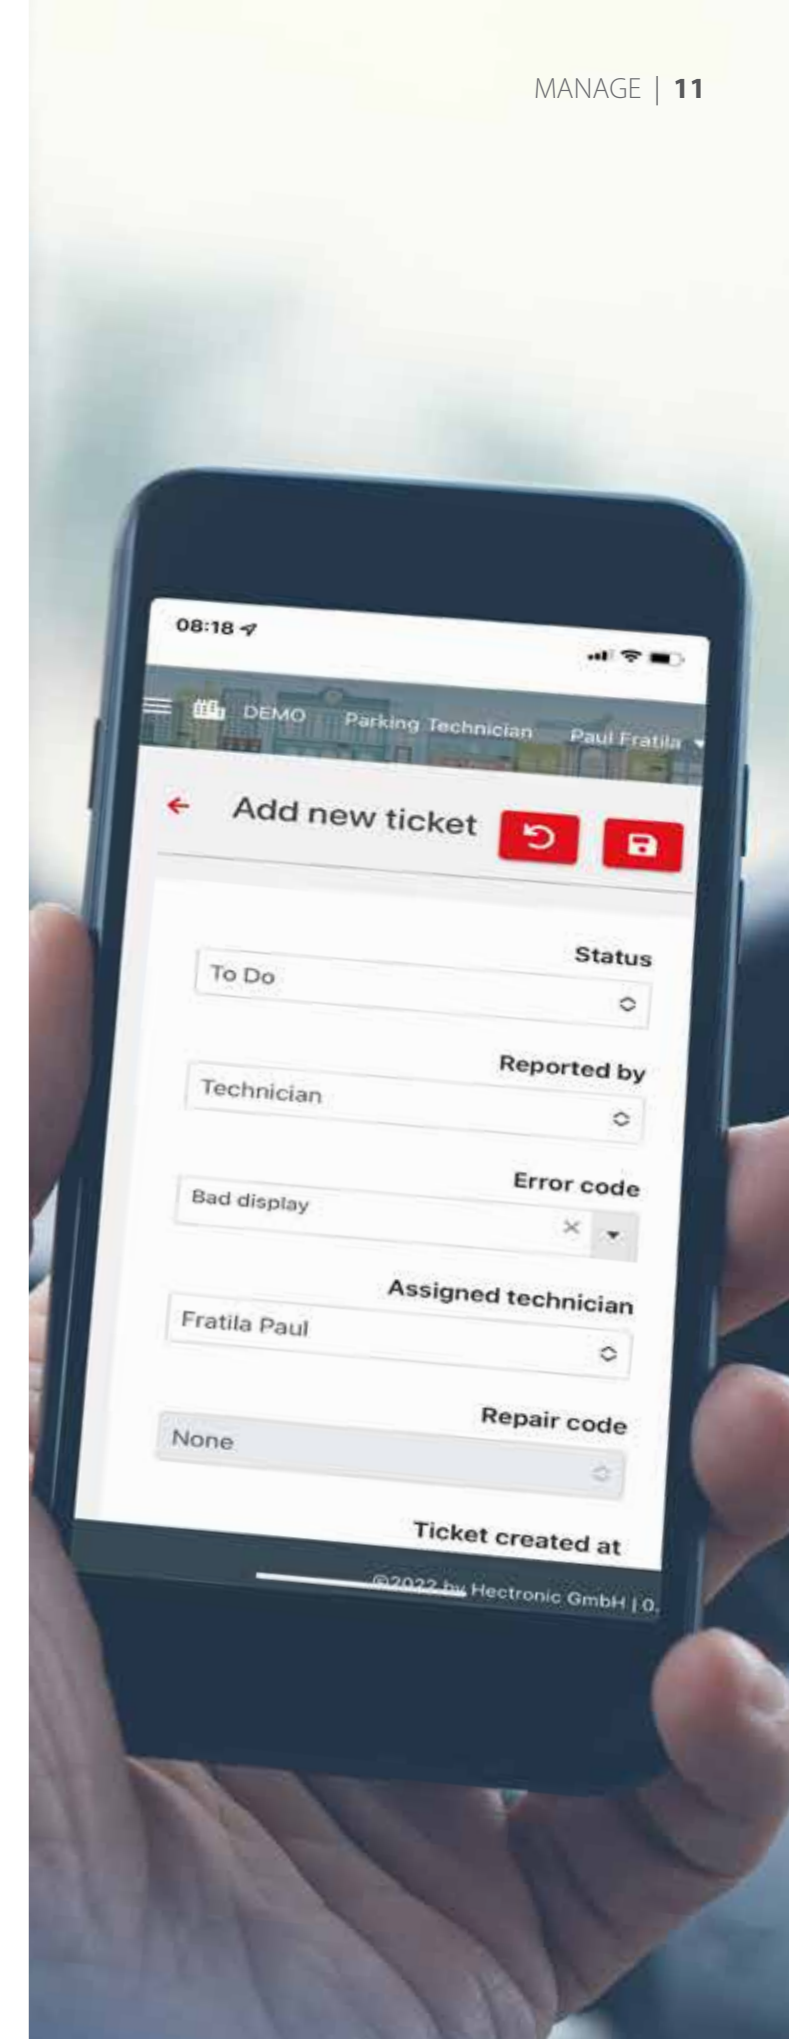 MANAGE | 11
08:18
DEMO Parking Technician Paul Fratila
Add new ticket
Status
To Do
Reported by
Technician
Error code
Bad display
Assigned technician
Fratila Paul
Repair code
None
Ticket created at
©2022 by Hectronic GmbH | 0.